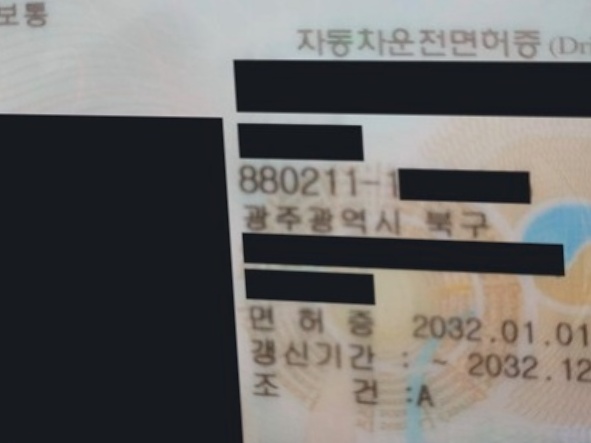 보통
자동차운전면허증 (Dri
880211-1
광주광역시 북구
면 허 증 2032.01.01
갱신기간 : ~ 2032.12
조 건 :A